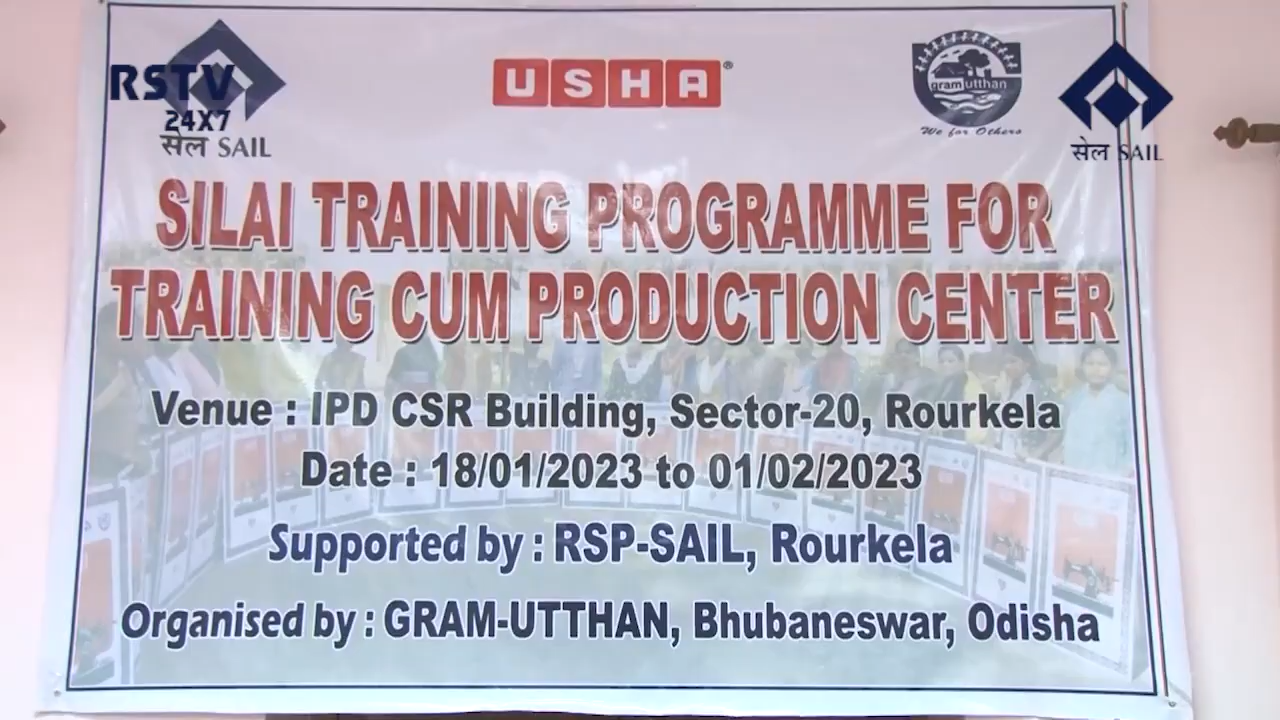 RSTV
24X7
सेल SAIL
USHA®
gram utthan
We for Others
सेल SAIL
SILAI TRAINING PROGRAMME FOR
TRAINING CUM PRODUCTION CENTER
Venue : IPD CSR Building, Sector-20, Rourkela
Date : 18/01/2023 to 01/02/2023
Supported by : RSP-SAIL, Rourkela
Organised by : GRAM-UTTHAN, Bhubaneswar, Odisha